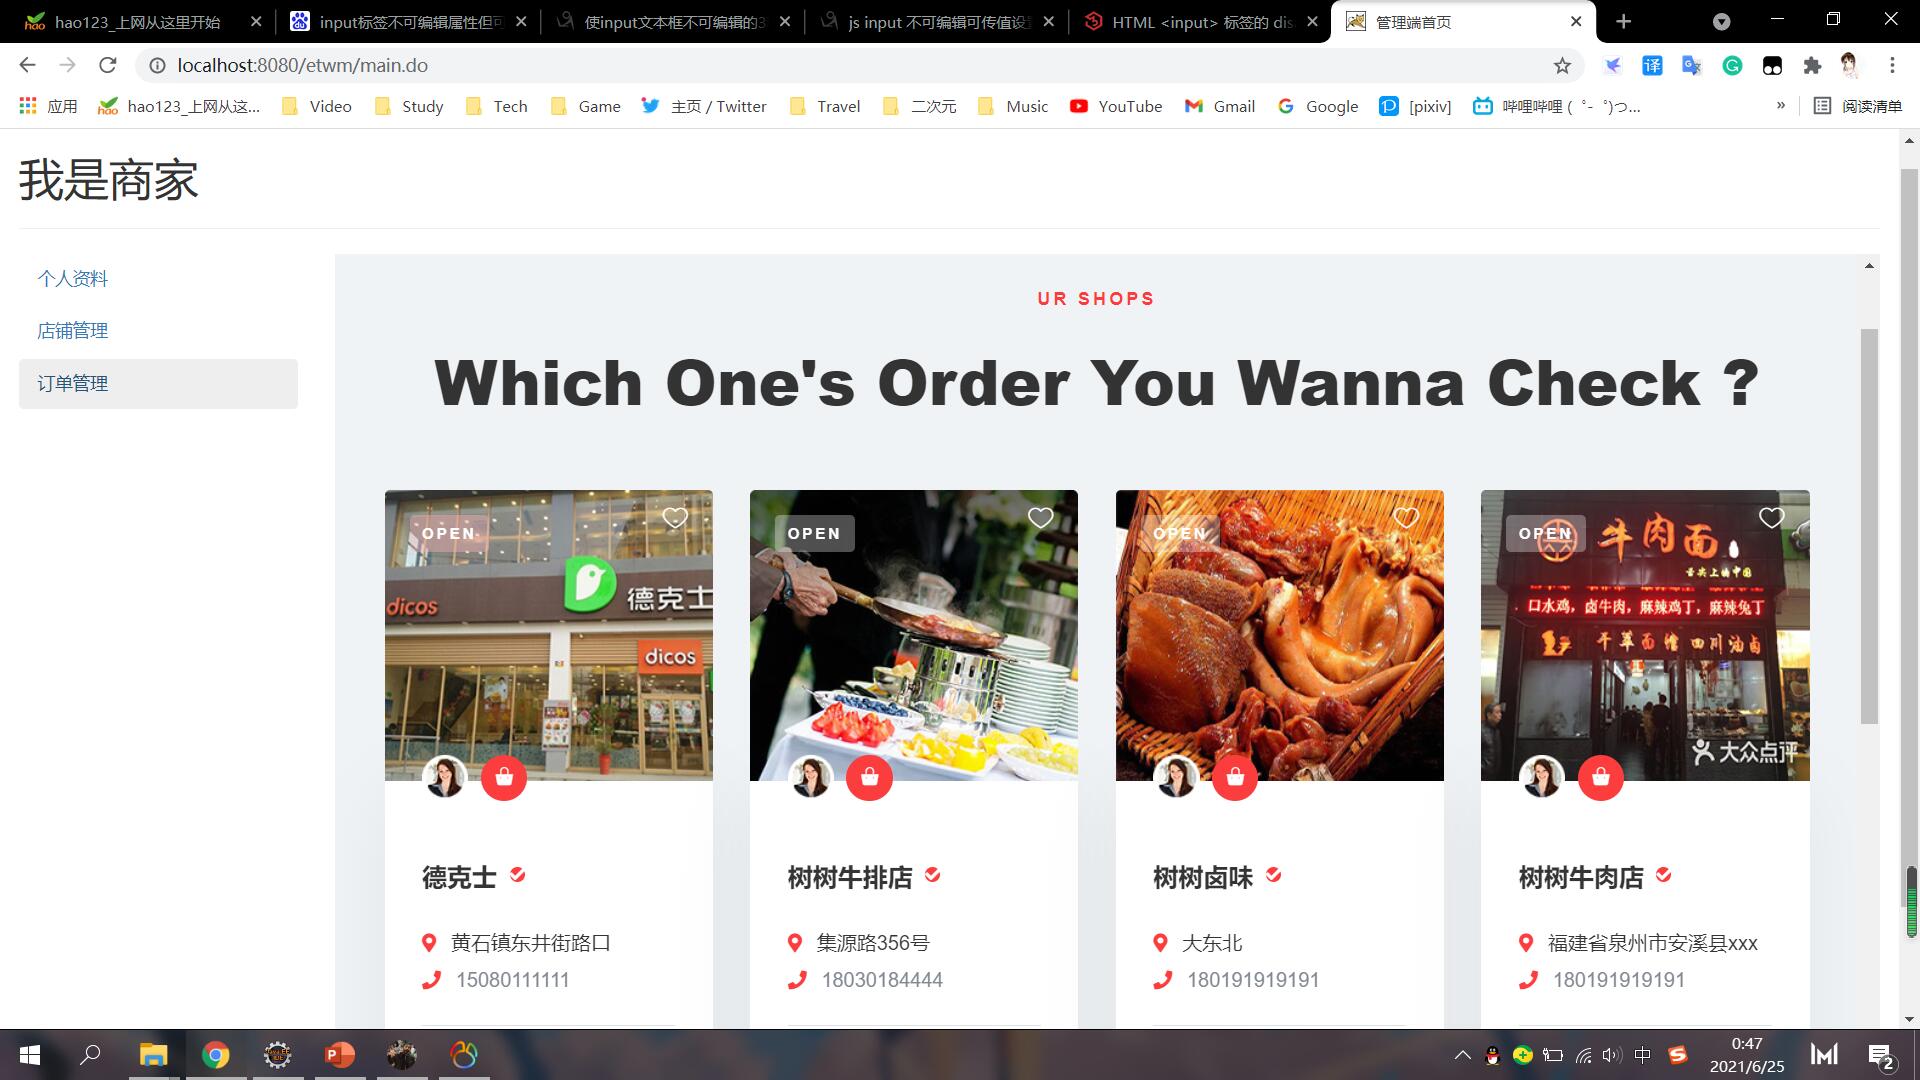 hao123_上网从这里开始
input标签不可编辑属性但可
使input文本框不可编辑的3
js input 不可编辑可传值设置
HTML <input> 标签的 dis
管理端首页
localhost:8080/etwm/main.do
应用
hao123_上网从这...
Video
Study
Tech
Game
主页 / Twitter
Travel
二次元
Music
YouTube
Gmail
Google
[pixiv]
哔哩哔哩 ( ゜- ゜)つ...
»
阅读清单
我是商家
个人资料
店铺管理
订单管理
UR SHOPS
Which One's Order You Wanna Check ?
OPEN
dicos
德克士
dicos
OPEN
OPEN
OPEN
牛肉面
舌尖上的中国
口水鸡，卤牛肉，麻辣鸡丁，麻辣兔丁
四川油卤
大众点评
德克士
黄石镇东井街路口
15080111111
树树牛排店
集源路356号
18030184444
树树卤味
大东北
180191919191
树树牛肉店
福建省泉州市安溪县xxx
180191919191
中
0:47
2021/6/25
2